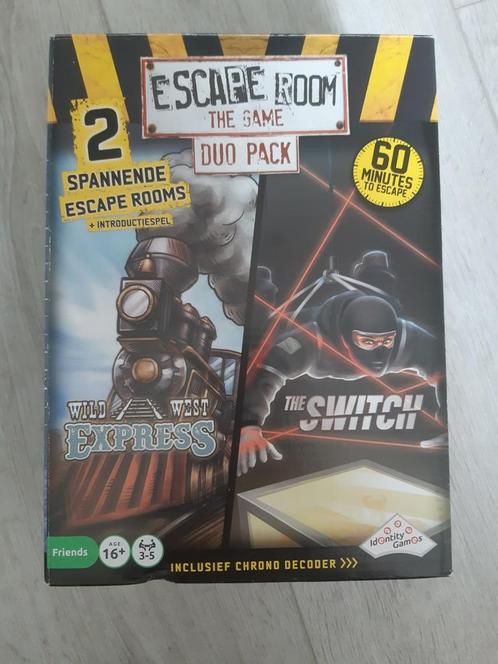 ESCAPE ROOM
THE GAME
DUO PACK
2
SPANNENDE
ESCAPE ROOMS
+ INTRODUCTIESPEL
60
MINUTES
TO ESCAPE
WILD WEST
EXPRESS
THE SWITCH
Friends
AGE
16+
3-5
INCLUSIEF CHRONO DECODER >>>
Identity
Games